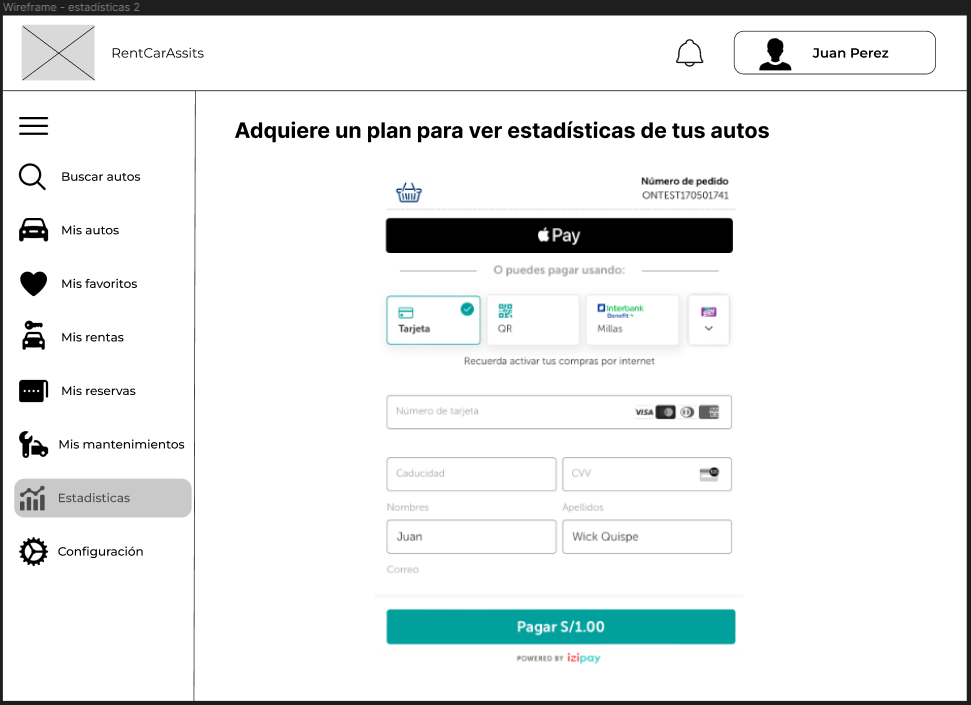 Wireframe - estadísticas 2
RentCarAssits
Juan Perez
Buscar autos
Mis autos
Mis favoritos
Mis rentas
Mis reservas
Mis mantenimientos
Estadisticas
Configuración
Adquiere un plan para ver estadísticas de tus autos
Número de pedido
ONTEST170501741
Pay
O puedes pagar usando:
Tarjeta
QR
Interbank
Benefit
Millas
Recuerda activar tus compras por internet
Número de tarjeta
VISA
Caducidad
CVV
Nombres
Apellidos
Juan
Wick Quispe
Correo
Pagar S/1.00
POWERED BY izipay